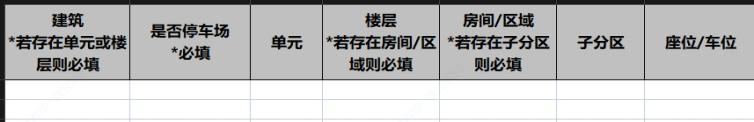 建筑
*若存在单元或楼
层则必填
是否停车场
*必填
单元
楼层
*若存在房间/区
域则必填
房间/区域
*若存在子分区
则必填
子分区
座位/车位